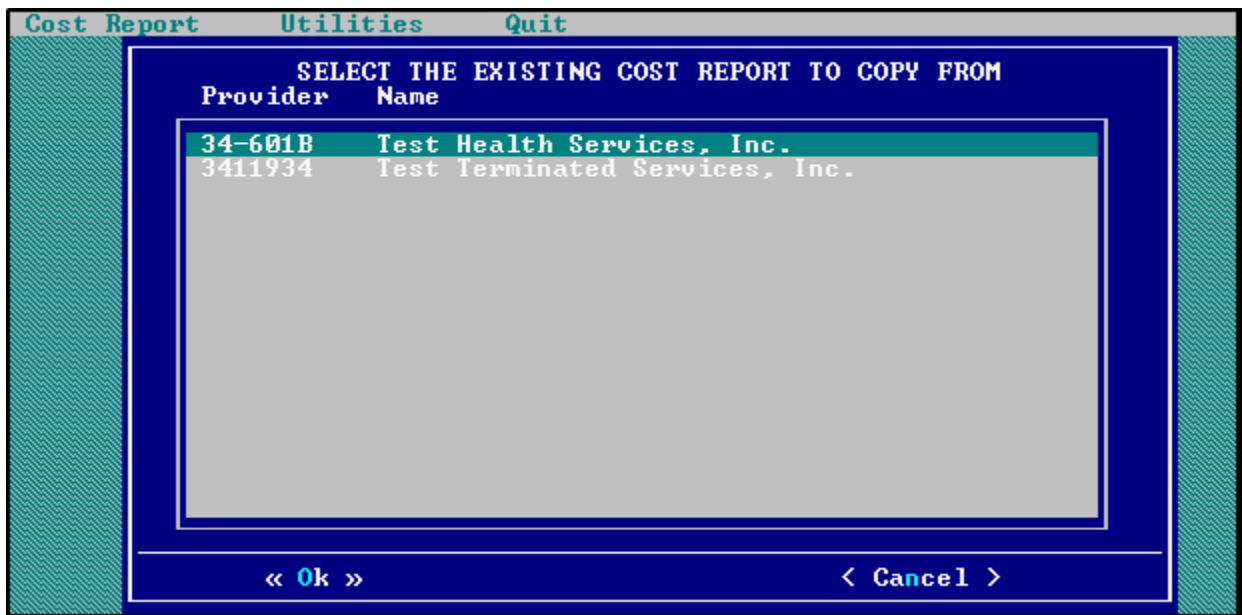 Cost Report Utilities Quit
SELECT THE EXISTING COST REPORT TO COPY FROM
Provider Name
34-601B Test Health Services, Inc.
3411934 Test Terminated Services, Inc.
« Ok » < Cancel >